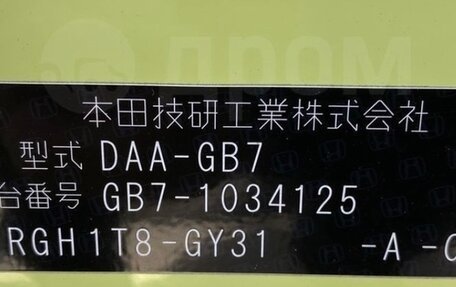 ДРОМ
本田技研工業株式会社
型式 DAA-GB7
台番号 GB7-1034125
RGH1T8-GY31 -A -